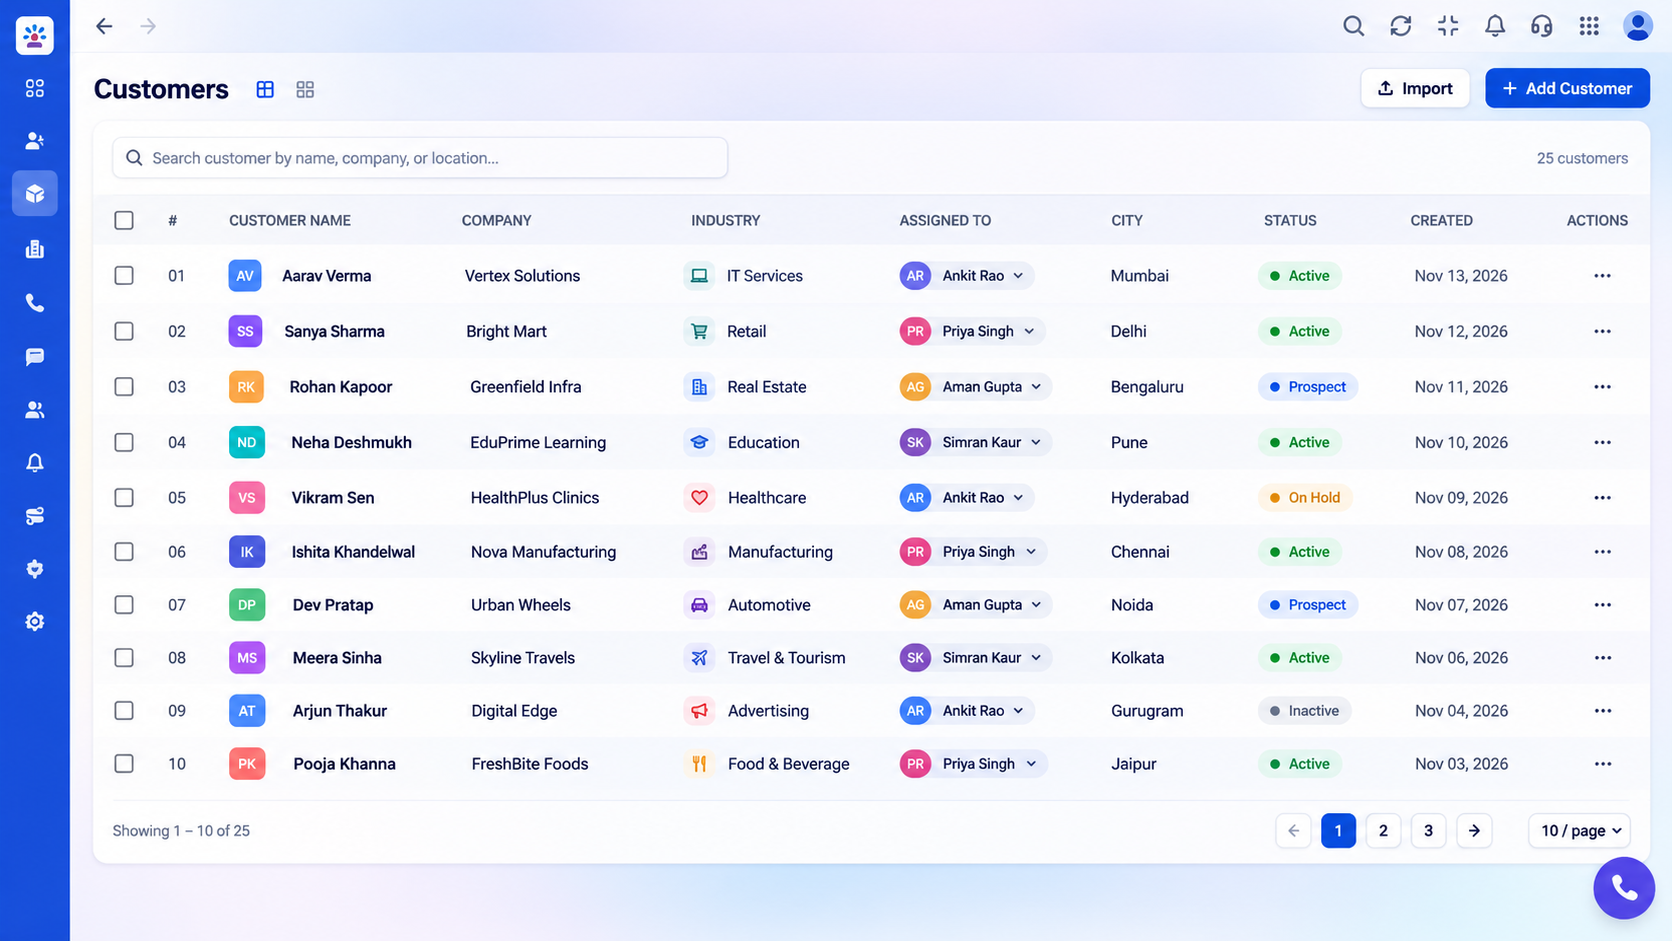 Customers
Import
+ Add Customer
Search customer by name, company, or location...
25 customers
# CUSTOMER NAME COMPANY INDUSTRY ASSIGNED TO CITY STATUS CREATED ACTIONS
01 AV Aarav Verma Vertex Solutions IT Services AR Ankit Rao Mumbai Active Nov 13, 2026
02 SS Sanya Sharma Bright Mart Retail PR Priya Singh Delhi Active Nov 12, 2026
03 RK Rohan Kapoor Greenfield Infra Real Estate AG Aman Gupta Bengaluru Prospect Nov 11, 2026
04 ND Neha Deshmukh EduPrime Learning Education SK Simran Kaur Pune Active Nov 10, 2026
05 VS Vikram Sen HealthPlus Clinics Healthcare AR Ankit Rao Hyderabad On Hold Nov 09, 2026
06 IK Ishita Khandelwal Nova Manufacturing Manufacturing PR Priya Singh Chennai Active Nov 08, 2026
07 DP Dev Pratap Urban Wheels Automotive AG Aman Gupta Noida Prospect Nov 07, 2026
08 MS Meera Sinha Skyline Travels Travel & Tourism SK Simran Kaur Kolkata Active Nov 06, 2026
09 AT Arjun Thakur Digital Edge Advertising AR Ankit Rao Gurugram Inactive Nov 04, 2026
10 PK Pooja Khanna FreshBite Foods Food & Beverage PR Priya Singh Jaipur Active Nov 03, 2026
Showing 1 – 10 of 25
1 2 3
10 / page